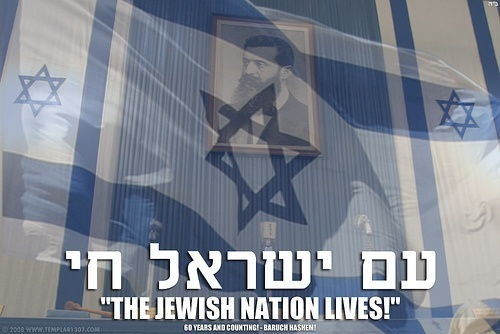 ב"ה
עם ישראל חי
"THE JEWISH NATION LIVES!"
60 YEARS AND COUNTING! - BARUCH HASHEM!
© 2008 WWW.TEMPLAR1307.COM